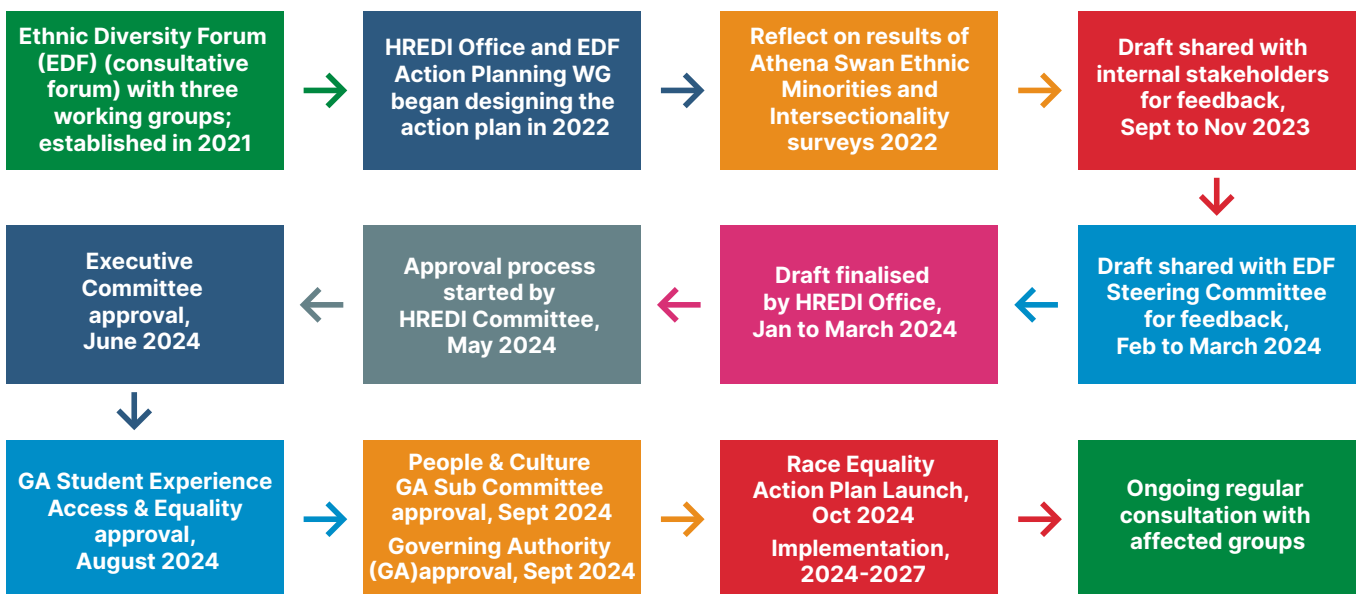 Ethnic Diversity Forum
(EDF) (consultative
forum) with three
working groups;
established in 2021
HREDI Office and EDF
Action Planning WG
began designing the
action plan in 2022
Reflect on results of
Athena Swan Ethnic
Minorities and
Intersectionality
surveys 2022
Draft shared with
internal stakeholders
for feedback,
Sept to Nov 2023
Draft shared with EDF
Steering Committee
for feedback,
Feb to March 2024
Draft finalised
by HREDI Office,
Jan to March 2024
Approval process
started by
HREDI Committee,
May 2024
Executive
Committee
approval,
June 2024
GA Student Experience
Access & Equality
approval,
August 2024
People & Culture
GA Sub Committee
approval, Sept 2024
Governing Authority
(GA)approval, Sept 2024
Race Equality
Action Plan Launch,
Oct 2024
Implementation,
2024-2027
Ongoing regular
consultation with
affected groups